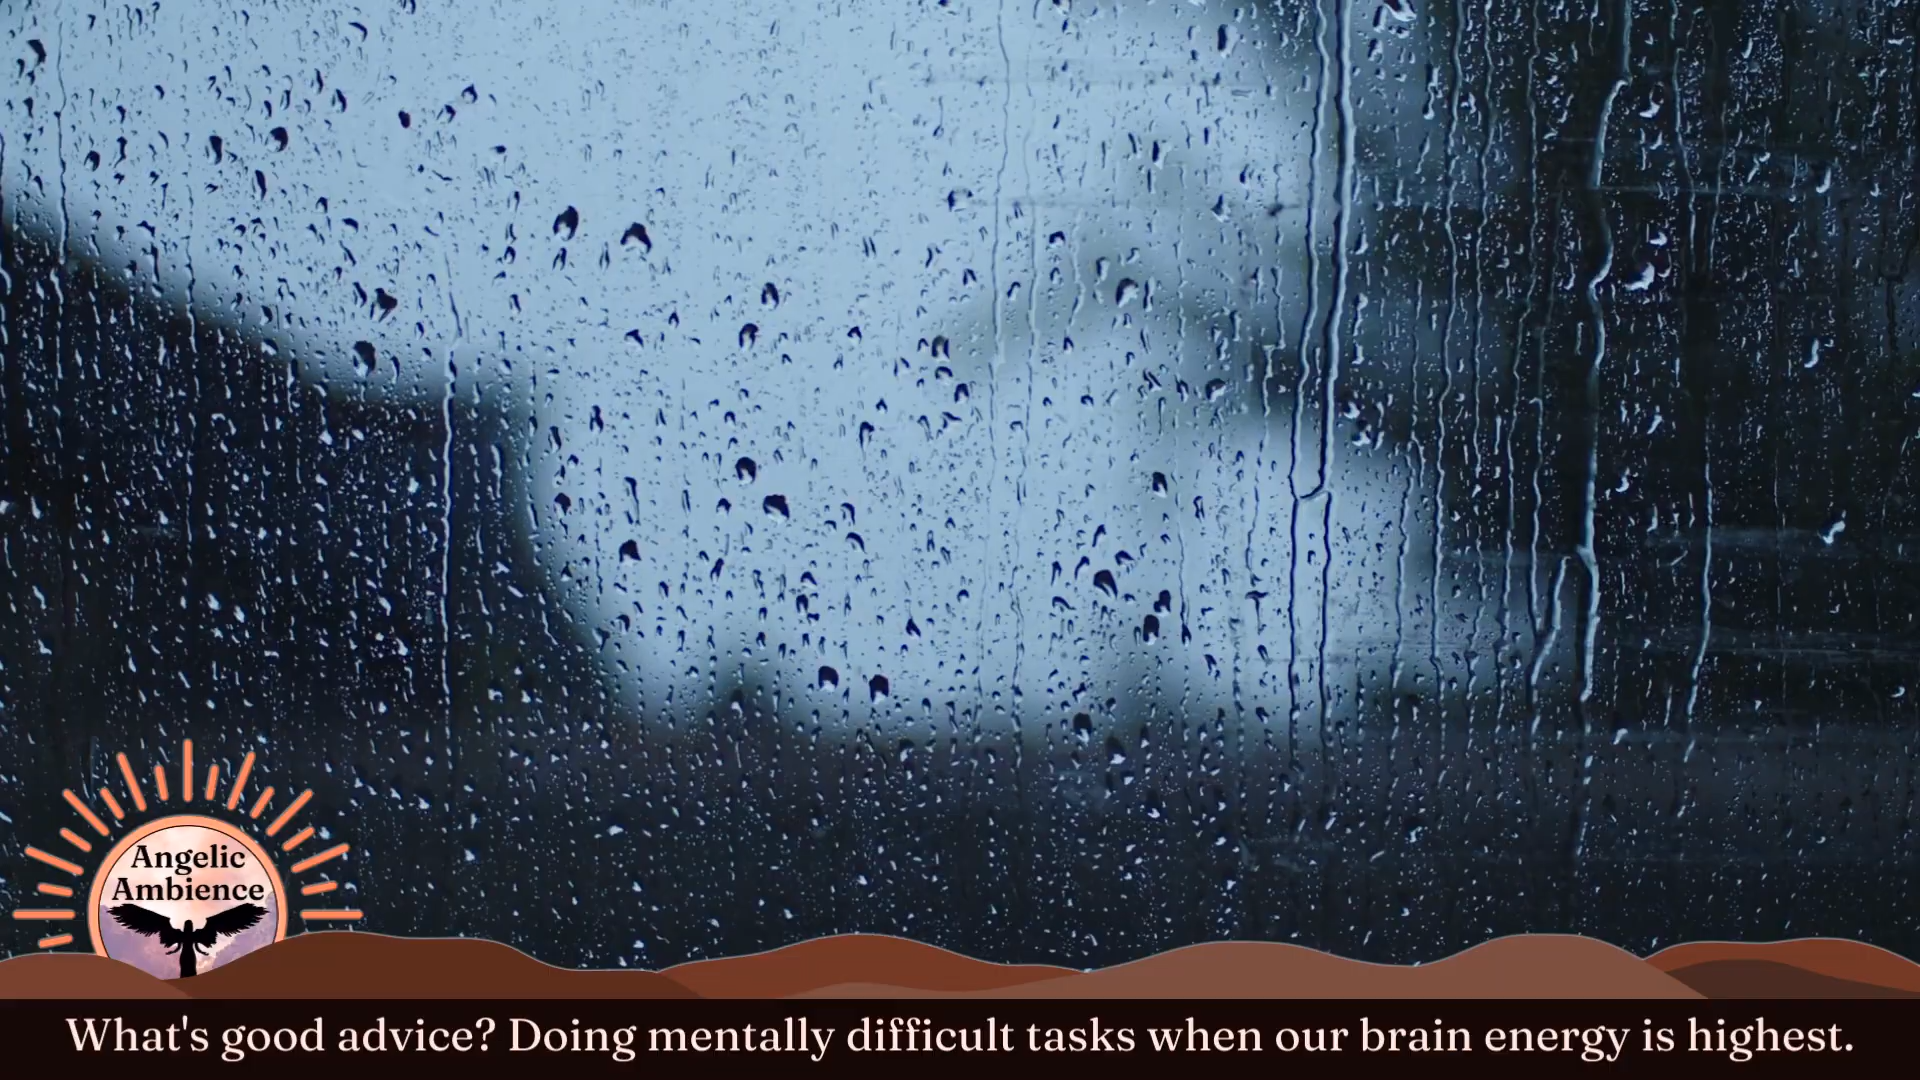 Angelic
Ambience
What's good advice? Doing mentally difficult tasks when our brain energy is highest.